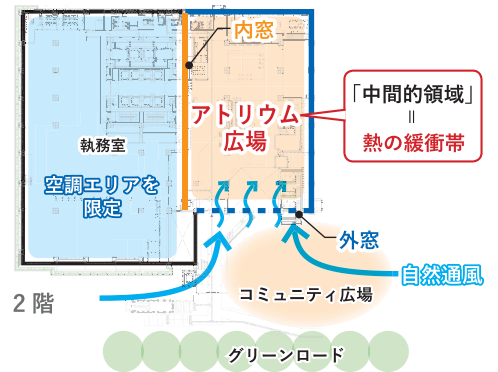 内窓
アトリウム
広場
「中間的領域」
＝
熱の緩衝帯
執務室
空調エリアを
限定
外窓
自然通風
コミュニティ広場
2階
グリーンロード